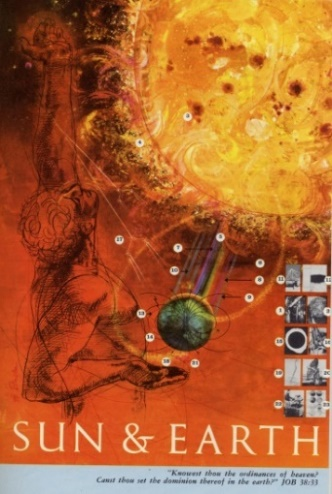 SUN & EARTH
"Knowest thou the ordinances of heaven?
Canst thou set the dominion thereof in the earth?" JOB 38:33